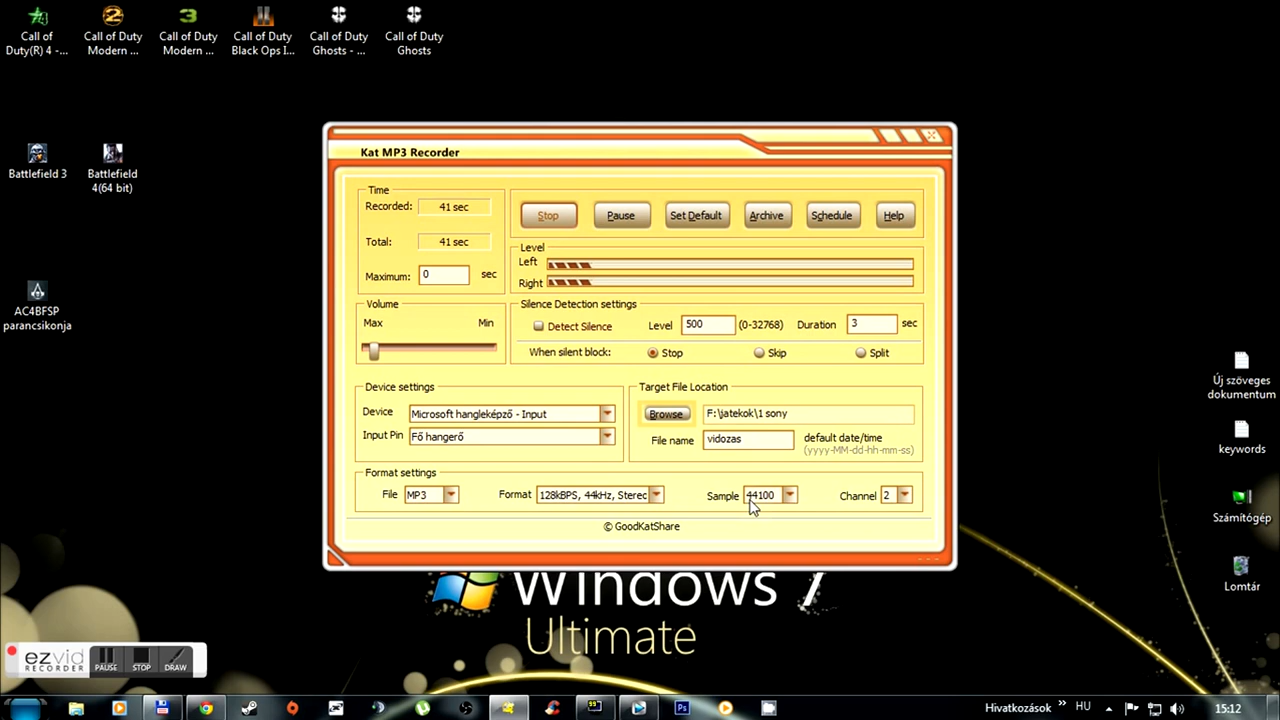 Call of
Duty(R) 4 -...
Call of Duty
Modern ...
Call of Duty
Modern ...
Call of Duty
Black Ops I...
Call of Duty
Ghosts - ...
Call of Duty
Ghosts
Battlefield 3
Battlefield
4(64 bit)
AC4BFSP
parancsikonja
Kat MP3 Recorder
Time
Recorded: 41 sec
Total: 41 sec
Maximum: 0 sec
Stop Pause Set Default Archive Schedule Help
Level
Left
Right
Volume
Max Min
Silence Detection settings
Detect Silence Level 500 (0-32768) Duration 3 sec
When silent block: Stop Skip Split
Device settings
Device Microsoft hangleképző - Input
Input Pin Fő hangerő
Target File Location
Browse F:\jatekok\1 sony
File name vidozas default date/time
(yyyy-MM-dd-hh-mm-ss)
Format settings
File MP3 Format 128kBPS, 44kHz, Sterec Sample 44100 Channel 2
© GoodKatShare
Új szöveges
dokumentum
keywords
Számítógép
Lomtár
Windows 7
Ultimate
ezvid
RECORDER
PAUSE STOP DRAW
Ps
Hivatkozások » HU 15:12